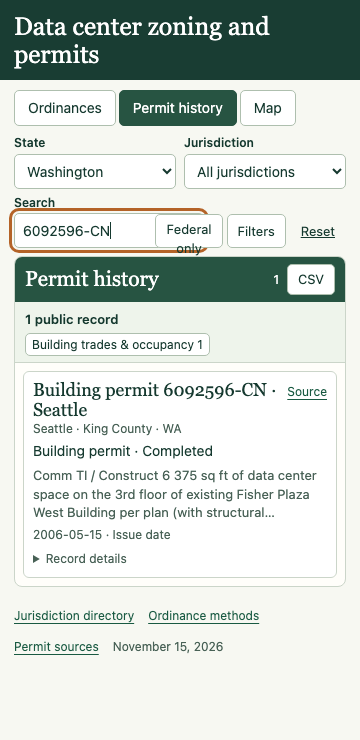 Data center zoning and
permits
Ordinances Permit history Map
State Jurisdiction
Washington All jurisdictions
Search
6092596-CN Federal only Filters Reset
Permit history 1 CSV
1 public record
Building trades & occupancy 1
Building permit 6092596-CN · Source
Seattle
Seattle · King County · WA
Building permit · Completed
Comm TI / Construct 6 375 sq ft of data center
space on the 3rd floor of existing Fisher Plaza
West Building per plan (with structural...
2006-05-15 · Issue date
Record details
Jurisdiction directory Ordinance methods
Permit sources November 15, 2026